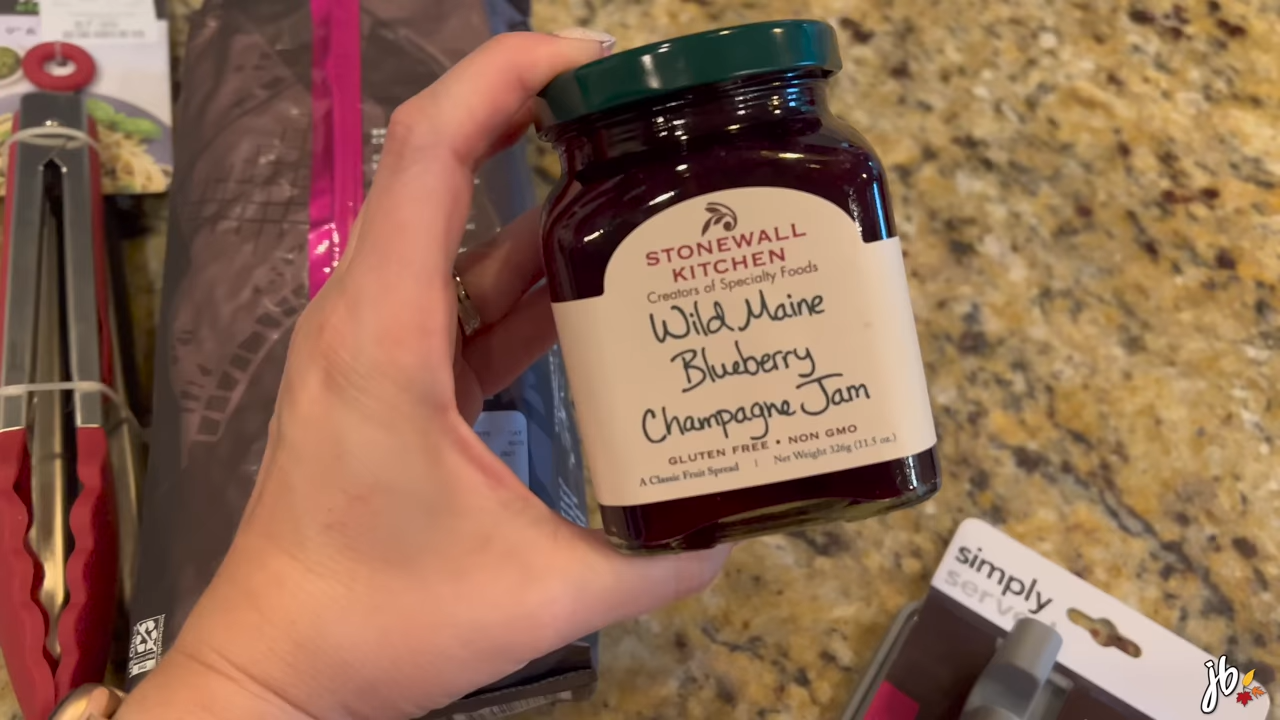 STONEWALL
KITCHEN
Creators of Specialty Foods
Wild Maine
Blueberry
Champagne Jam
GLUTEN FREE • NON GMO
A Classic Fruit Spread | Net Weight 326g (11.5 oz.)
simply
served
jb